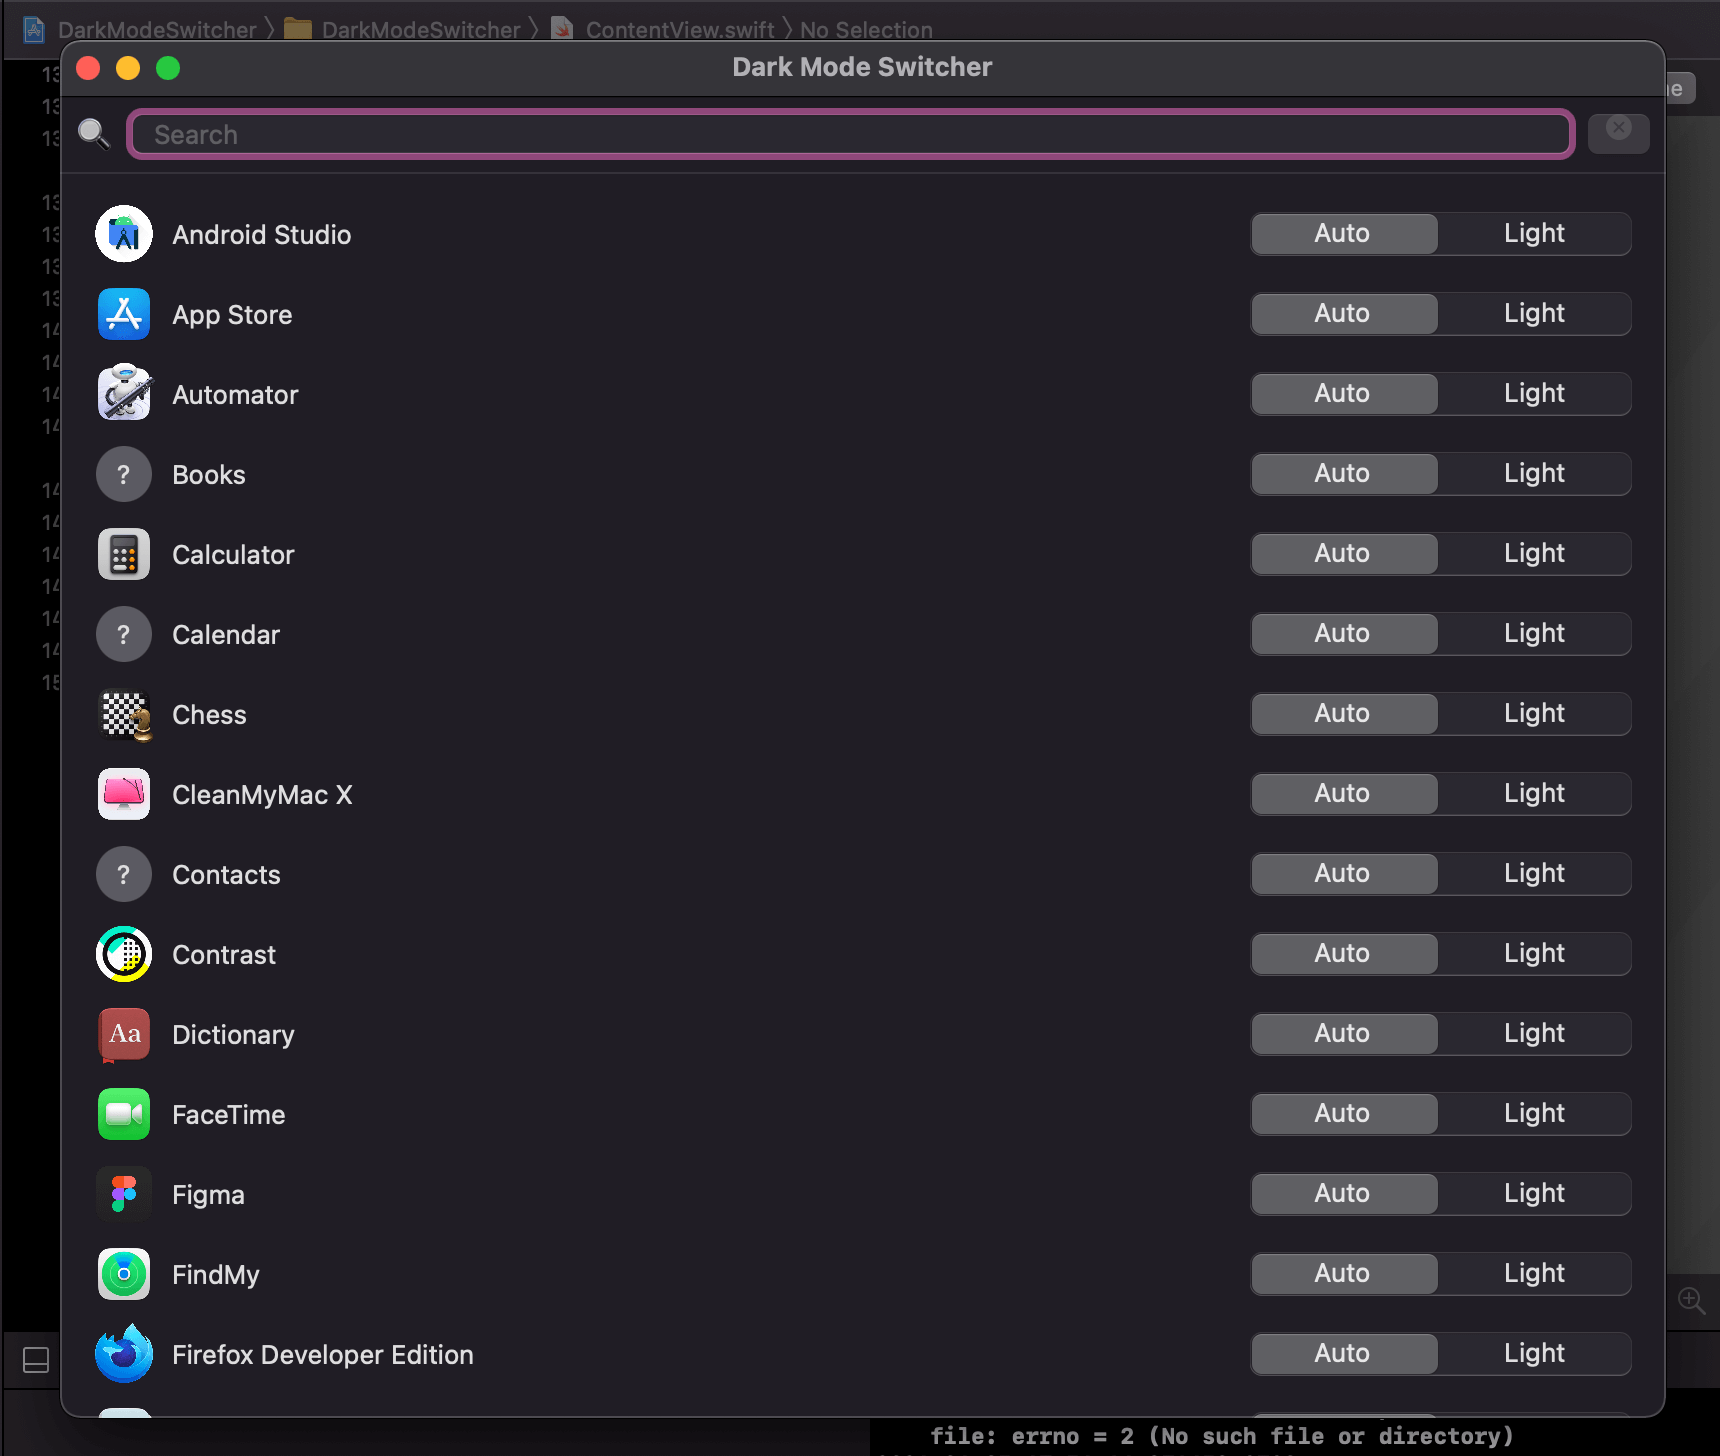 DarkModeSwitcher 〉 DarkModeSwitcher 〉 ContentView.swift 〉 No Selection
Dark Mode Switcher
Search
Android Studio Auto Light
App Store Auto Light
Automator Auto Light
? Books Auto Light
Calculator Auto Light
? Calendar Auto Light
Chess Auto Light
CleanMyMac X Auto Light
? Contacts Auto Light
Contrast Auto Light
Aa Dictionary Auto Light
FaceTime Auto Light
Figma Auto Light
FindMy Auto Light
Firefox Developer Edition Auto Light
file: errno = 2 (No such file or directory)